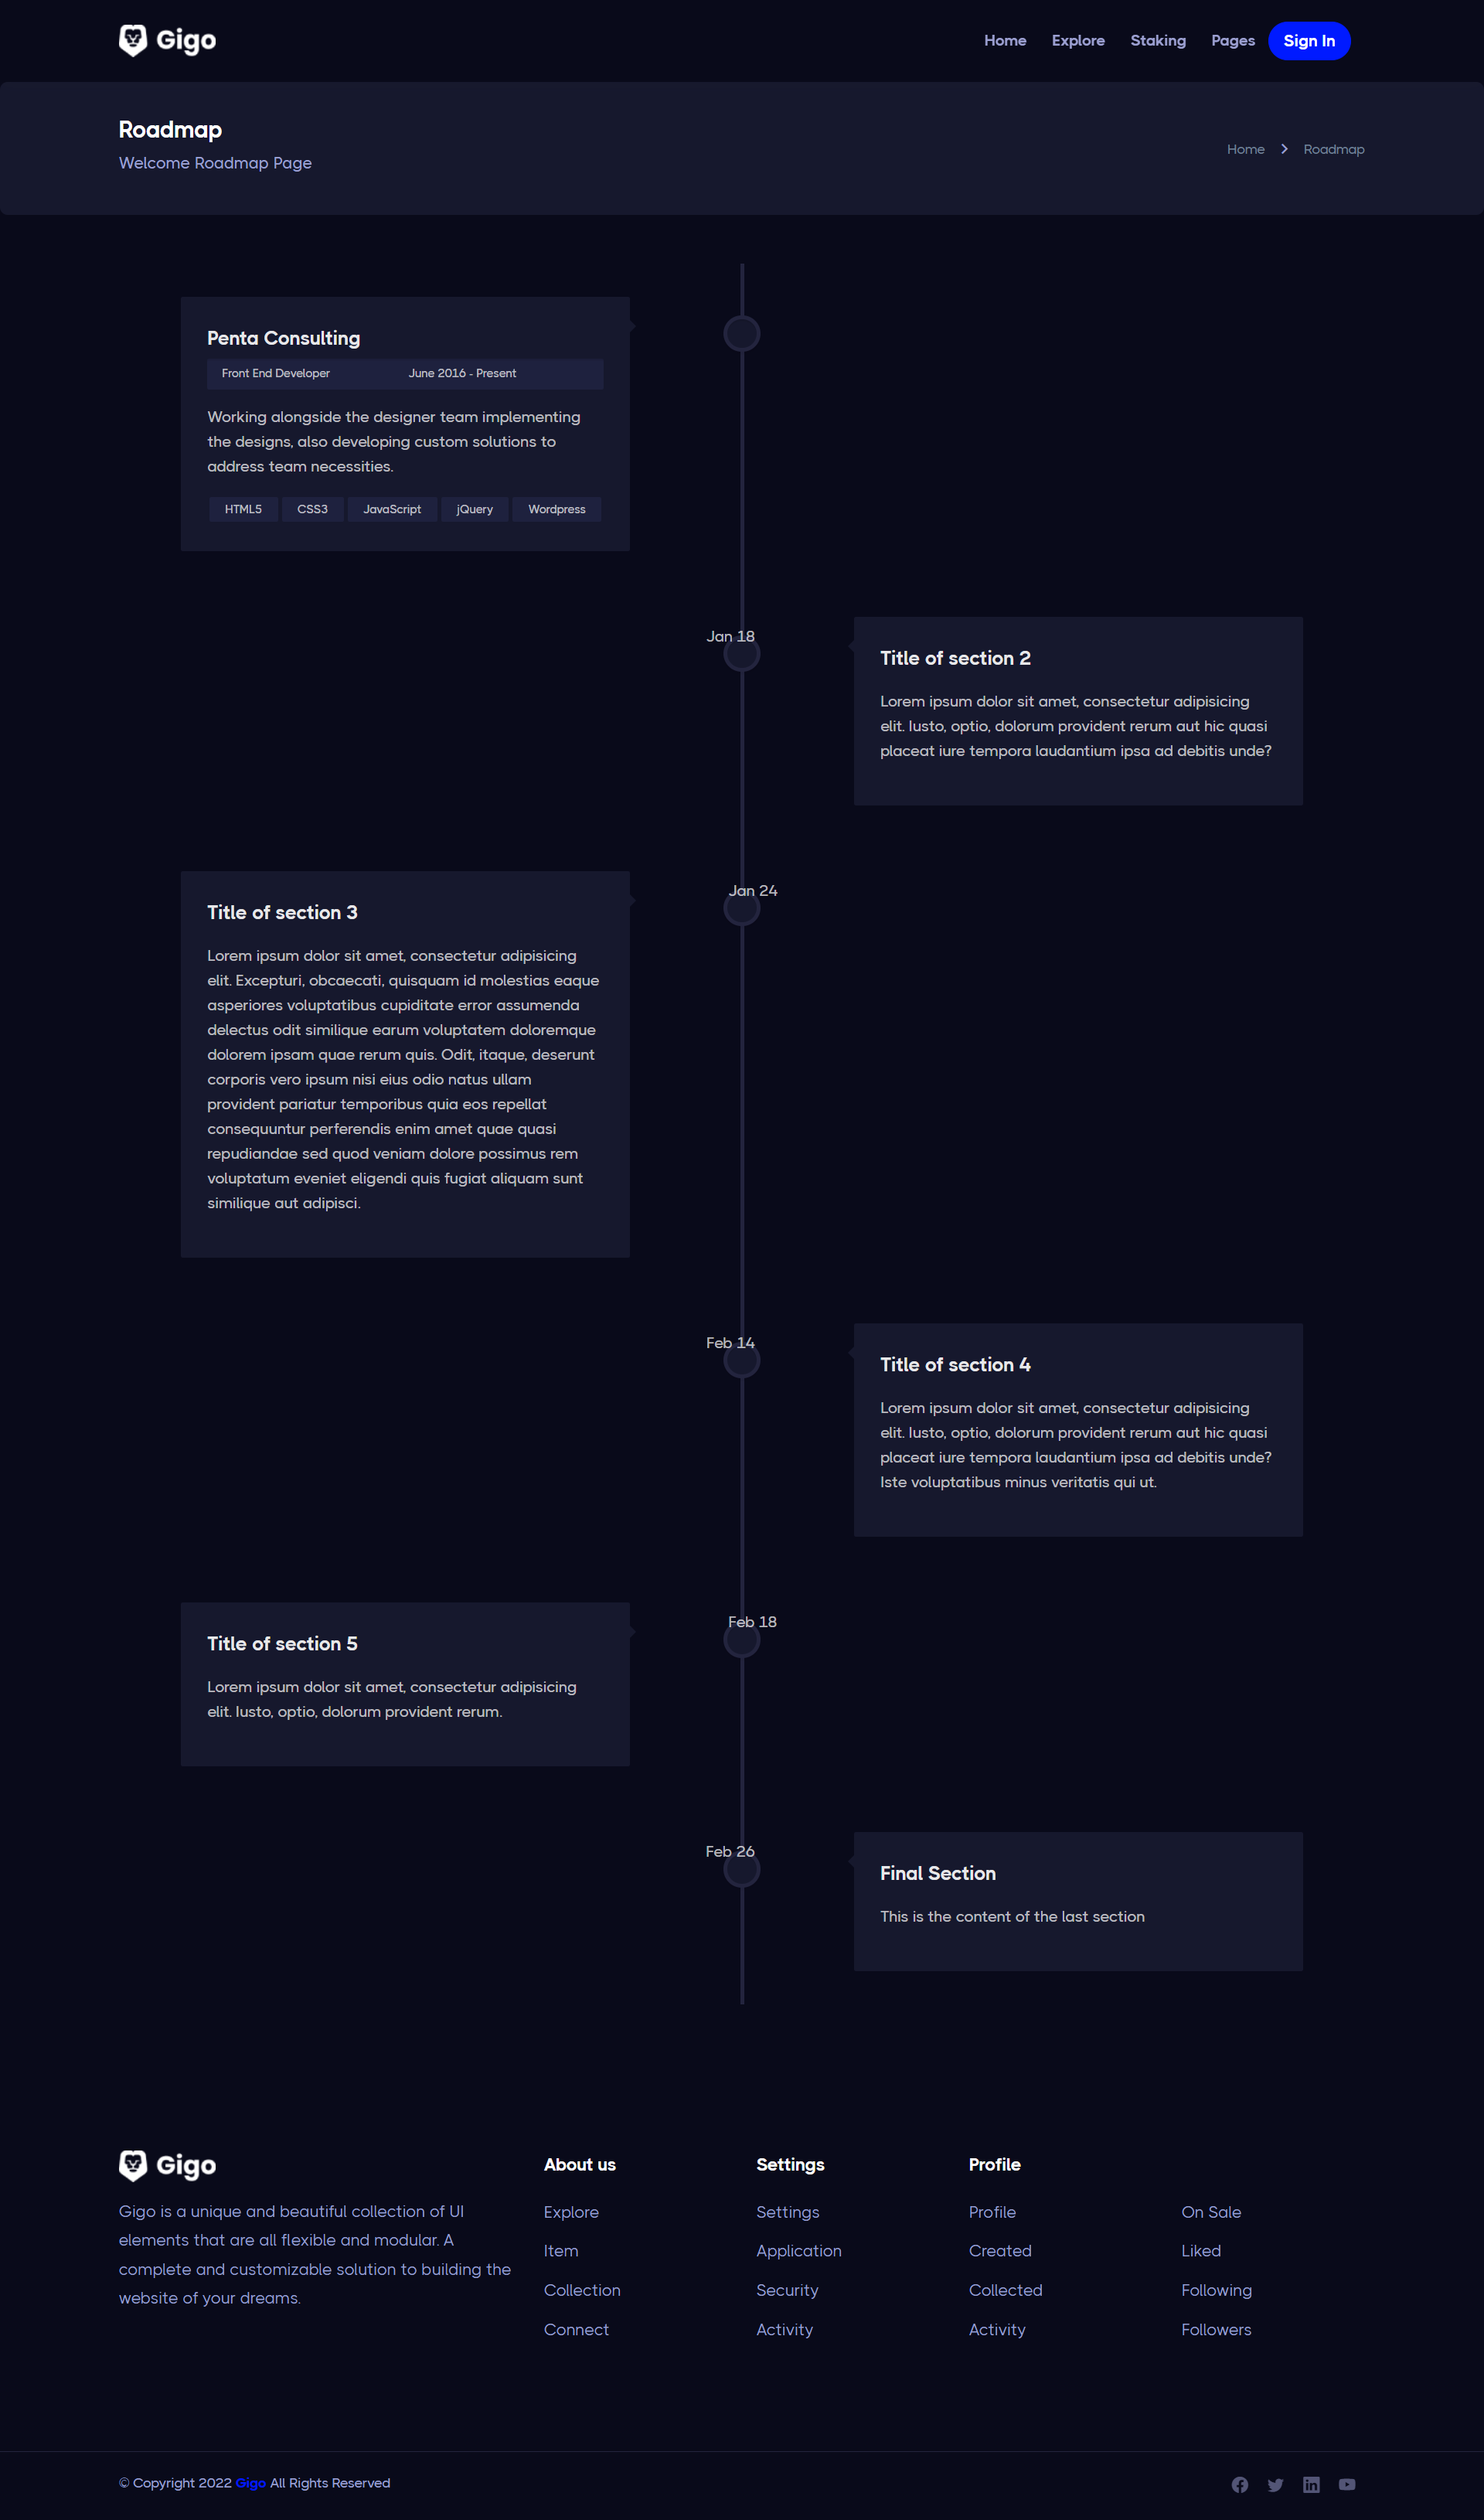 Gigo
Home Explore Staking Pages Sign In
Roadmap
Welcome Roadmap Page
Home Roadmap
Penta Consulting
Front End Developer June 2016 - Present
Working alongside the designer team implementing
the designs, also developing custom solutions to
address team necessities.
HTML5 CSS3 JavaScript jQuery Wordpress
Jan 18
Title of section 2
Lorem ipsum dolor sit amet, consectetur adipisicing
elit. Iusto, optio, dolorum provident rerum aut hic quasi
placeat iure tempora laudantium ipsa ad debitis unde?
Jan 24
Title of section 3
Lorem ipsum dolor sit amet, consectetur adipisicing
elit. Excepturi, obcaecati, quisquam id molestias eaque
asperiores voluptatibus cupiditate error assumenda
delectus odit similique earum voluptatem doloremque
dolorem ipsam quae rerum quis. Odit, itaque, deserunt
corporis vero ipsum nisi eius odio natus ullam
provident pariatur temporibus quia eos repellat
consequuntur perferendis enim amet quae quasi
repudiandae sed quod veniam dolore possimus rem
voluptatum eveniet eligendi quis fugiat aliquam sunt
similique aut adipisci.
Feb 14
Title of section 4
Lorem ipsum dolor sit amet, consectetur adipisicing
elit. Iusto, optio, dolorum provident rerum aut hic quasi
placeat iure tempora laudantium ipsa ad debitis unde?
Iste voluptatibus minus veritatis qui ut.
Feb 18
Title of section 5
Lorem ipsum dolor sit amet, consectetur adipisicing
elit. Iusto, optio, dolorum provident rerum.
Feb 26
Final Section
This is the content of the last section
Gigo
Gigo is a unique and beautiful collection of UI
elements that are all flexible and modular. A
complete and customizable solution to building the
website of your dreams.
About us
Explore
Item
Collection
Connect
Settings
Settings
Application
Security
Activity
Profile
Profile
Created
Collected
Activity
On Sale
Liked
Following
Followers
© Copyright 2022 Gigo All Rights Reserved